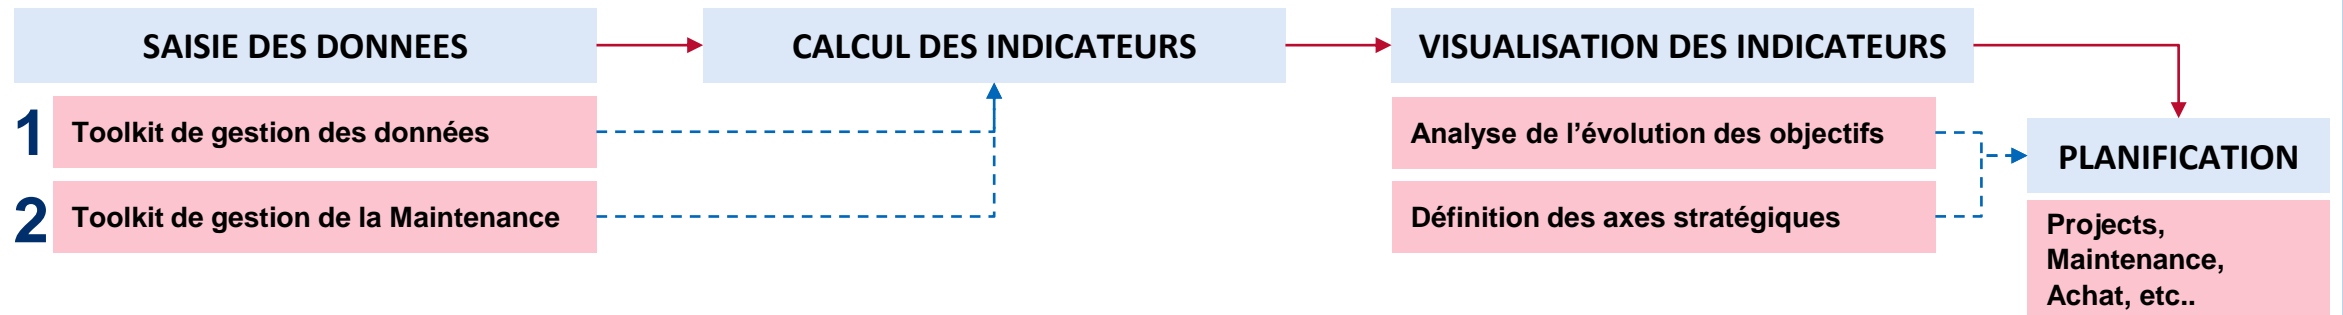 SAISIE DES DONNEES
1 Toolkit de gestion des données
2 Toolkit de gestion de la Maintenance
CALCUL DES INDICATEURS
VISUALISATION DES INDICATEURS
Analyse de l’évolution des objectifs
Définition des axes stratégiques
PLANIFICATION
Projects,
Maintenance,
Achat, etc..